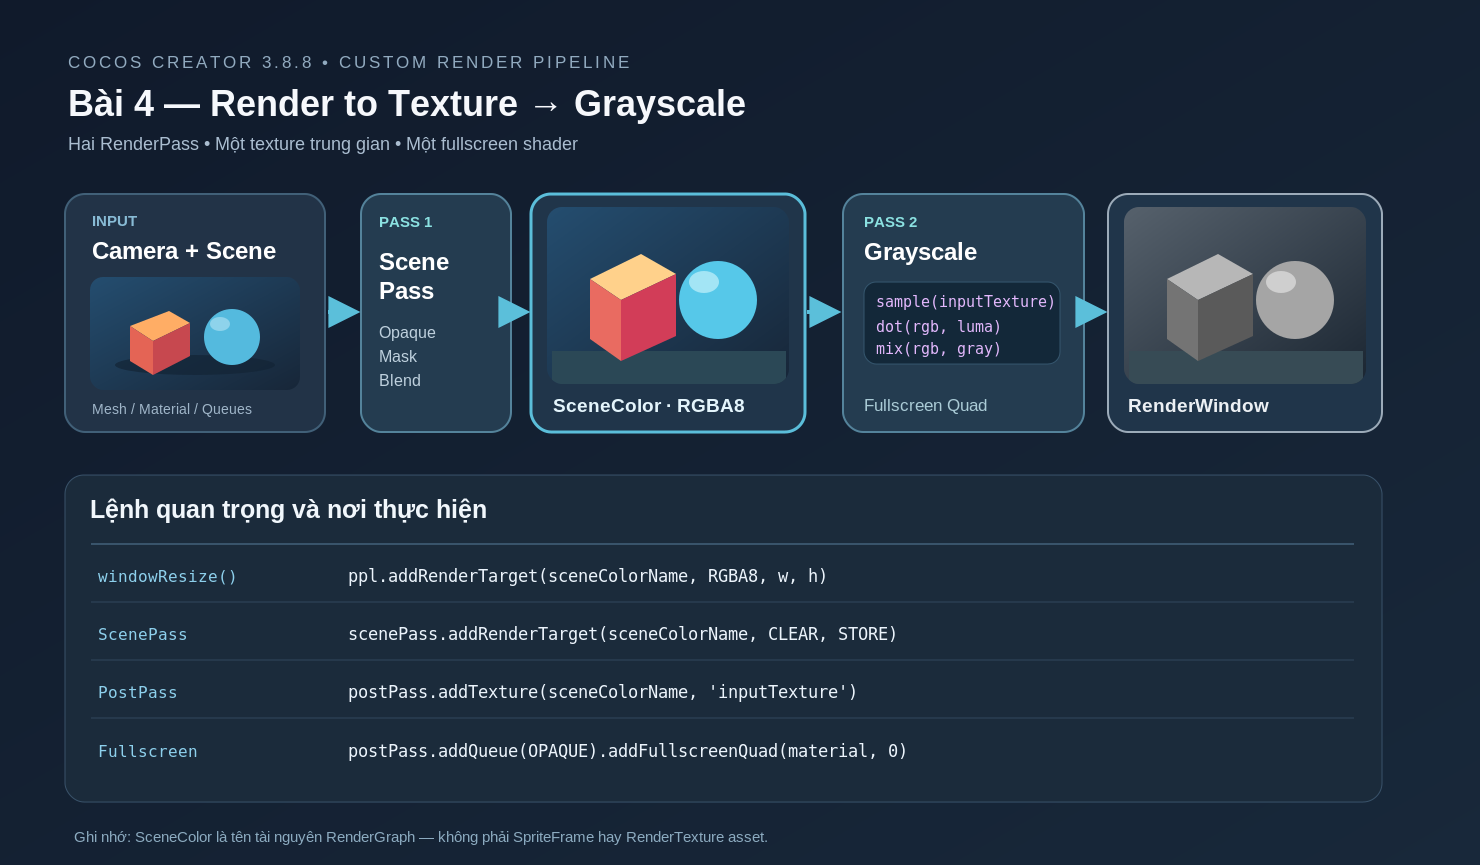 COCOS CREATOR 3.8.8 • CUSTOM RENDER PIPELINE
Bài 4 — Render to Texture → Grayscale
Hai RenderPass • Một texture trung gian • Một fullscreen shader
INPUT
Camera + Scene
Mesh / Material / Queues
PASS 1
Scene
Pass
Opaque
Mask
Blend
SceneColor · RGBA8
PASS 2
Grayscale
sample(inputTexture)
dot(rgb, luma)
mix(rgb, gray)
Fullscreen Quad
RenderWindow
Lệnh quan trọng và nơi thực hiện
windowResize() ppl.addRenderTarget(sceneColorName, RGBA8, w, h)
ScenePass scenePass.addRenderTarget(sceneColorName, CLEAR, STORE)
PostPass postPass.addTexture(sceneColorName, 'inputTexture')
Fullscreen postPass.addQueue(OPAQUE).addFullscreenQuad(material, 0)
Ghi nhớ: SceneColor là tên tài nguyên RenderGraph — không phải SpriteFrame hay RenderTexture asset.